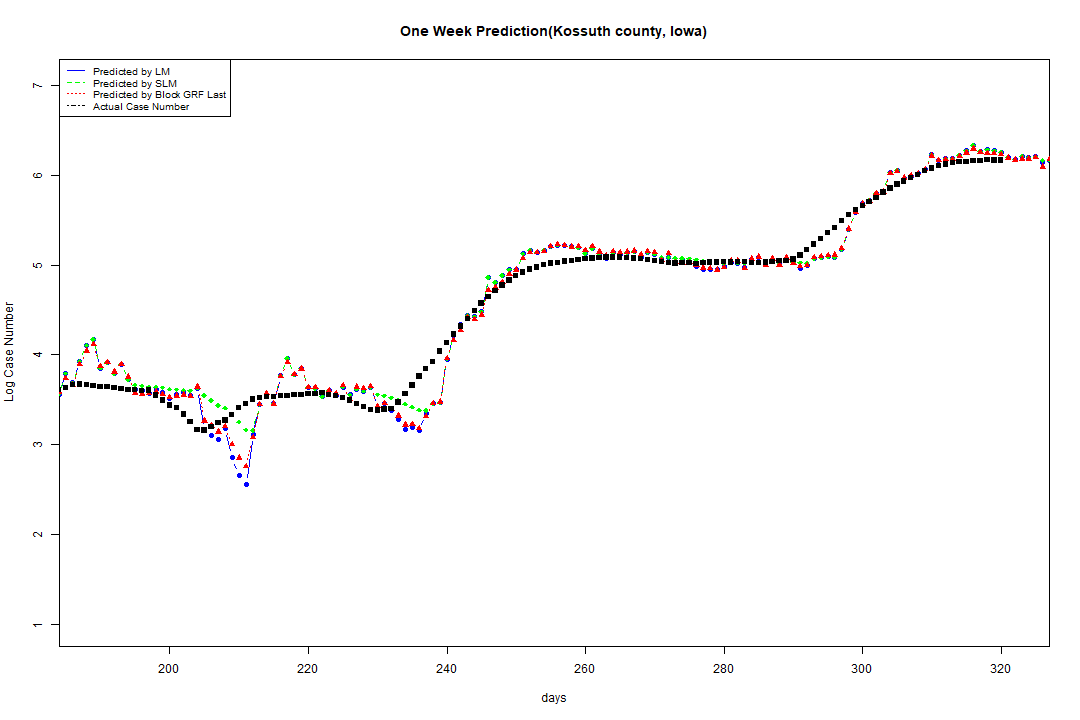 One Week Prediction(Kossuth county, Iowa)
Predicted by LM
Predicted by SLM
Predicted by Block GRF Last
Actual Case Number
Log Case Number
7
6
5
4
3
2
1
200 220 240 260 280 300 320
days